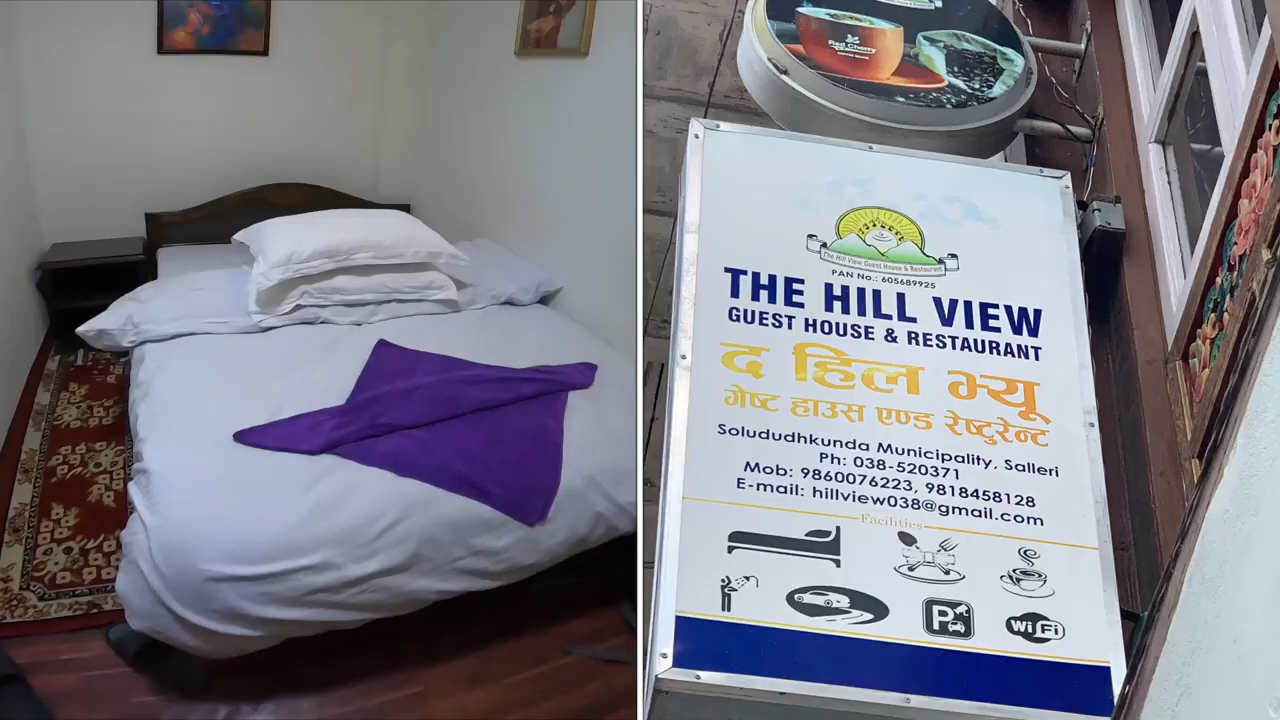 Red Cherry
The Hill View Guest House & Restaurant
PAN No.: 605689925
THE HILL VIEW
GUEST HOUSE & RESTAURANT
द हिल भ्यू
गेष्ट हाउस एण्ड रेष्टुरेन्ट
Solududhkunda Municipality, Salleri
Ph: 038-520371
Mob: 9860076223, 9818458128
E-mail: hillview038@gmail.com
Facilities
P
WiFi